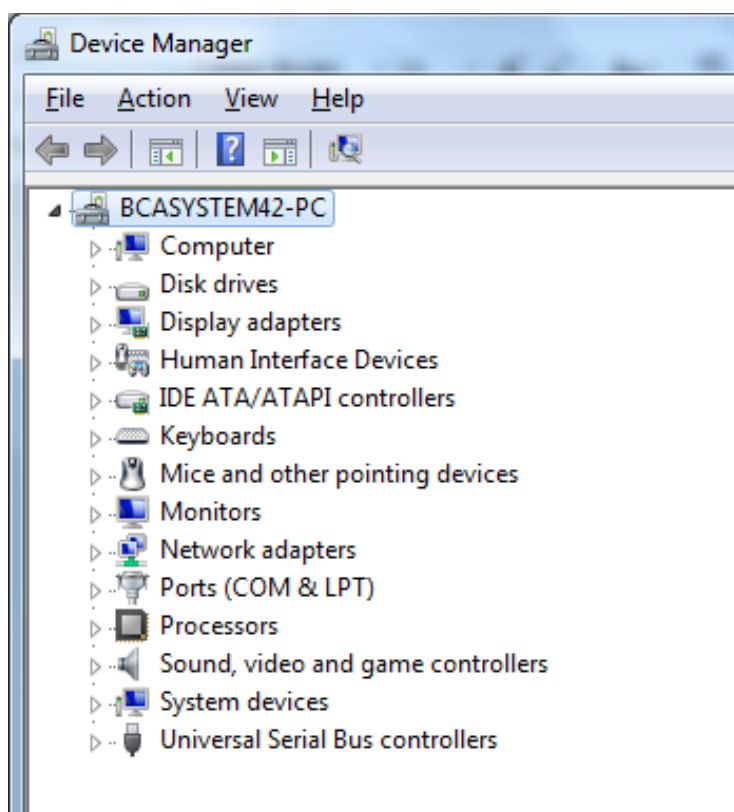 Device Manager
File Action View Help
BCASYSTEM42-PC
Computer
Disk drives
Display adapters
Human Interface Devices
IDE ATA/ATAPI controllers
Keyboards
Mice and other pointing devices
Monitors
Network adapters
Ports (COM & LPT)
Processors
Sound, video and game controllers
System devices
Universal Serial Bus controllers